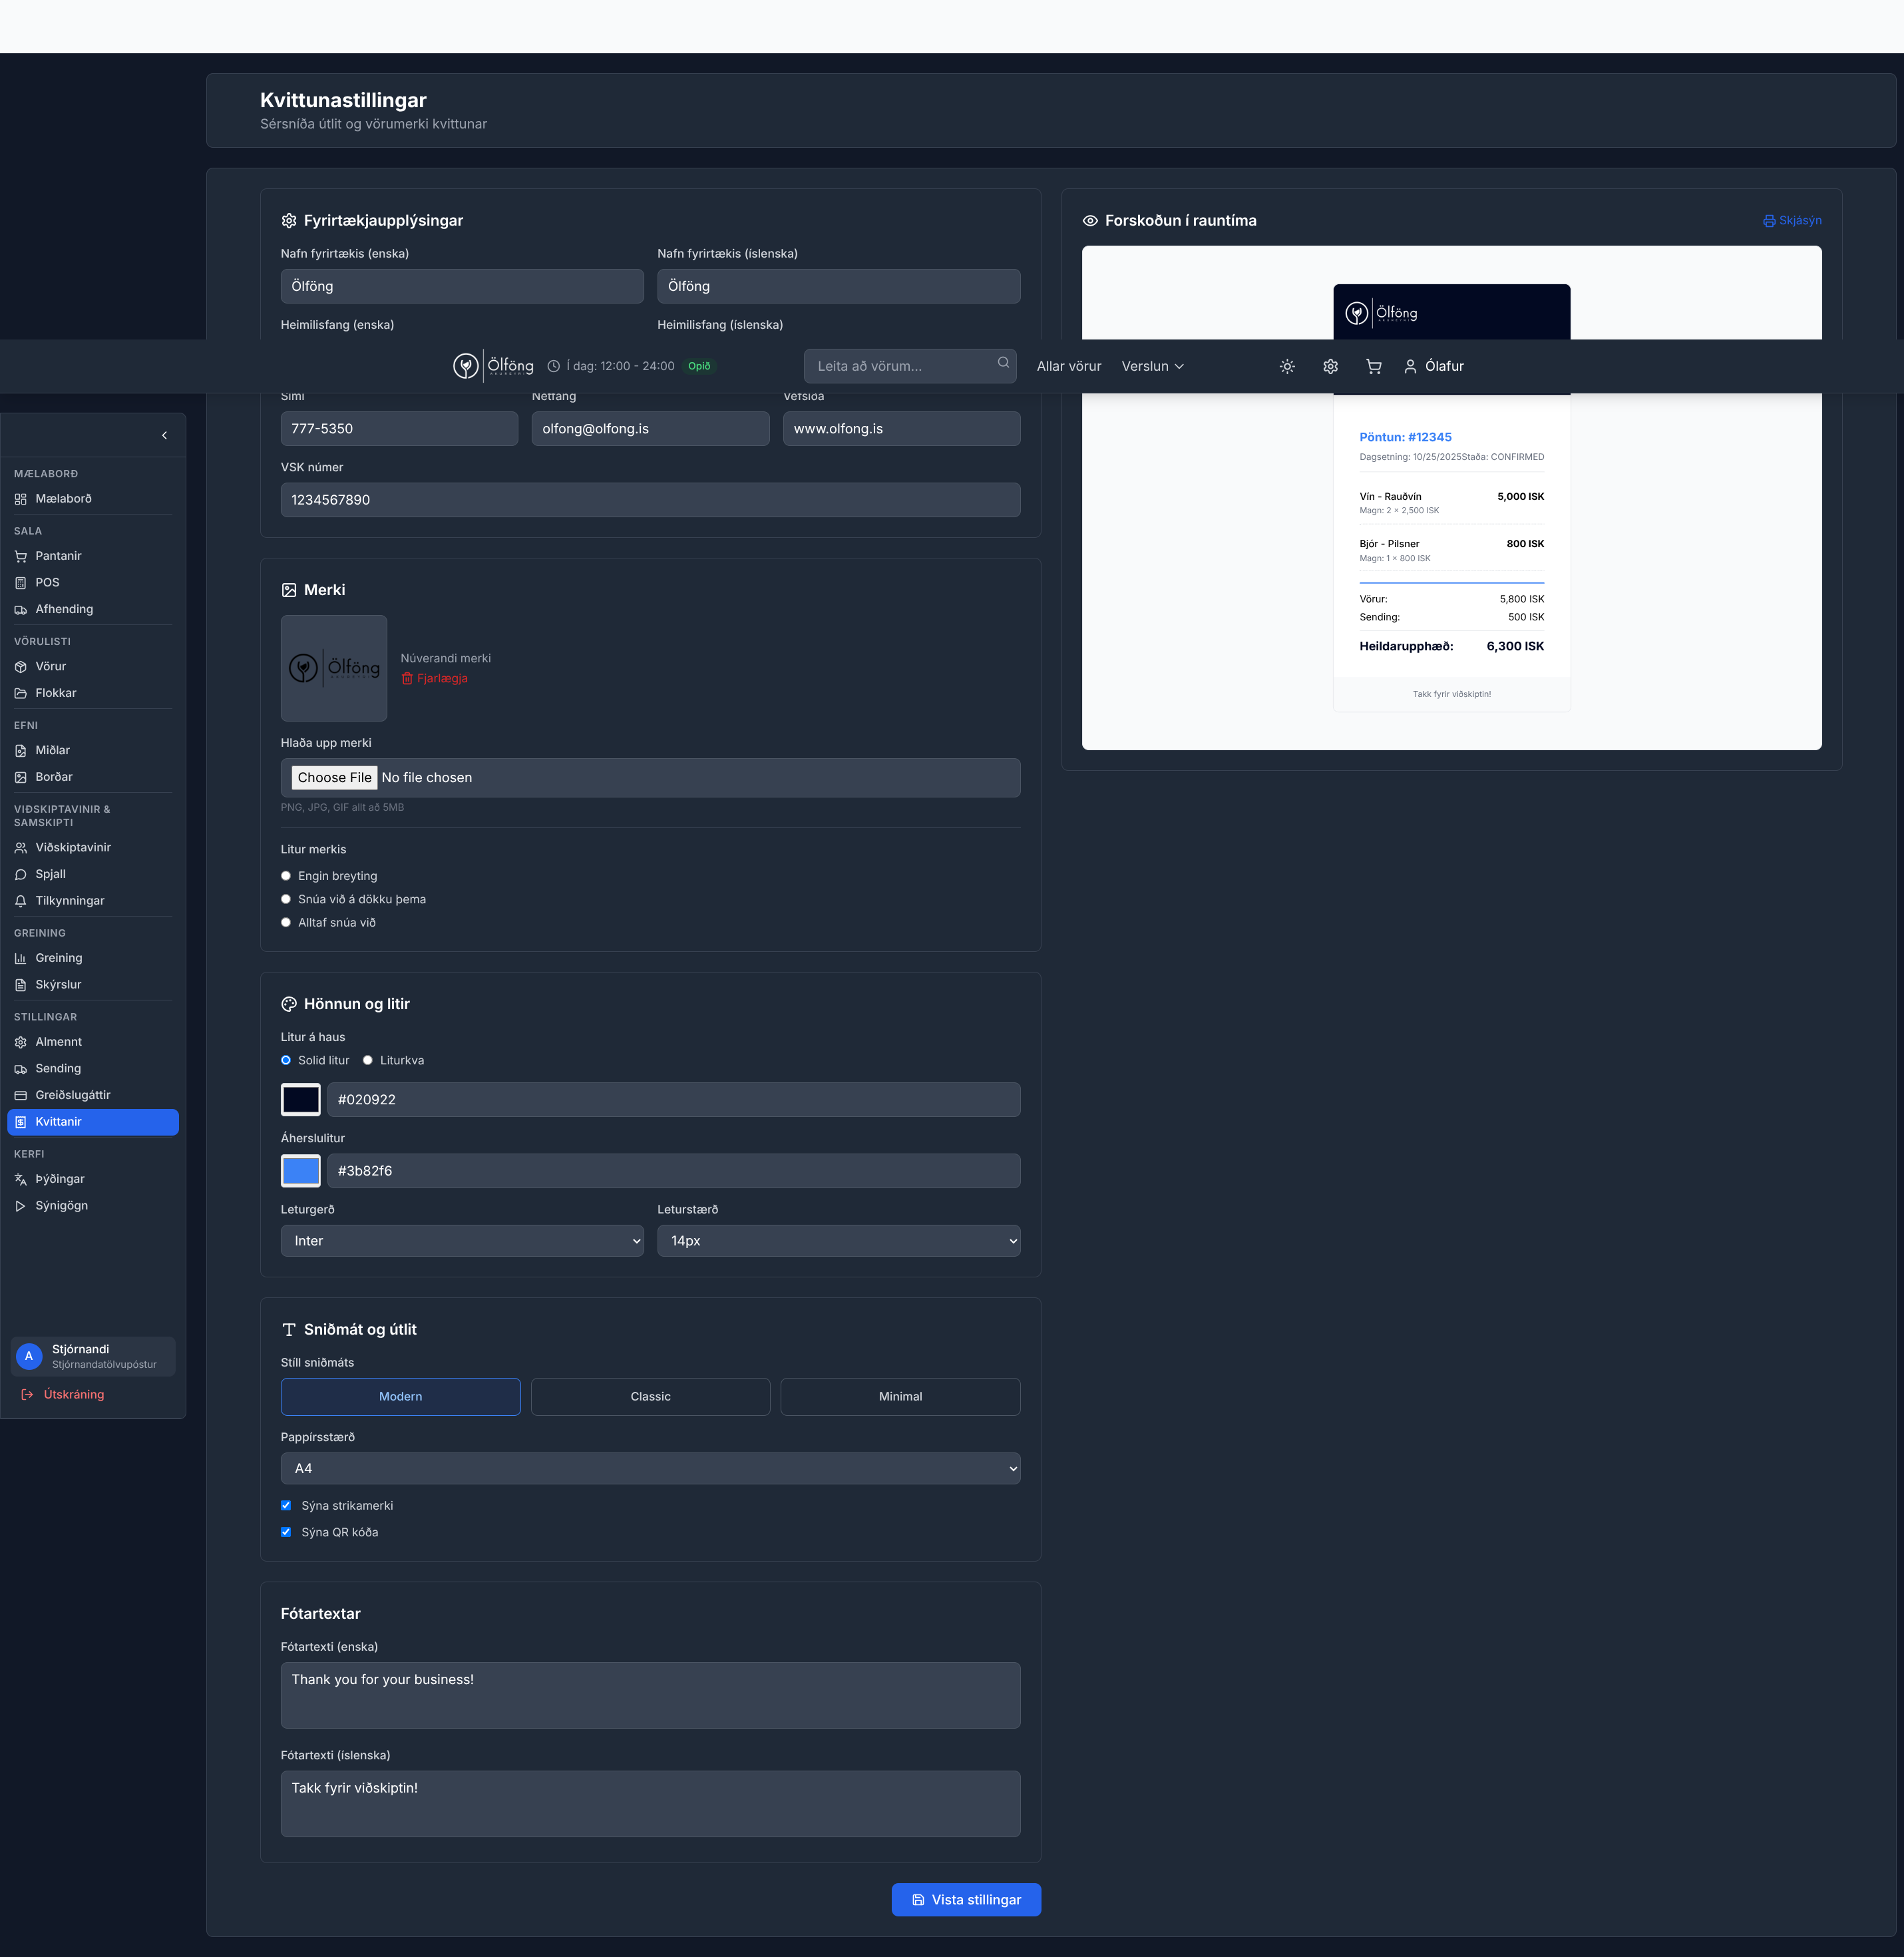 Kvittunastillingar
Sérsníða útlit og vörumerki kvittunar
Fyrirtækjaupplýsingar
Nafn fyrirtækis (enska)
Nafn fyrirtækis (íslenska)
Ölföng
Ölföng
Heimilisfang (enska)
Heimilisfang (íslenska)
Forskoðun í rauntíma
Skjásýn
Ölföng
Ölföng
Í dag: 12:00 - 24:00
Opið
Leita að vörum...
Allar vörur
Verslun
Ólafur
Sími
Netfang
Vefsíða
777-5350
olfong@olfong.is
www.olfong.is
VSK númer
1234567890
Pöntun: #12345
Dagsetning: 10/25/2025Staða: CONFIRMED
Vín - Rauðvín
5,000 ISK
Magn: 2 × 2,500 ISK
Bjór - Pilsner
800 ISK
Magn: 1 × 800 ISK
Vörur:
5,800 ISK
Sending:
500 ISK
Heildarupphæð:
6,300 ISK
Takk fyrir viðskiptin!
MÆLABORÐ
Mælaborð
SALA
Pantanir
POS
Afhending
VÖRULISTI
Vörur
Flokkar
EFNI
Miðlar
Borðar
VIÐSKIPTAVINIR &
SAMSKIPTI
Viðskiptavinir
Spjall
Tilkynningar
GREINING
Greining
Skýrslur
STILLINGAR
Almennt
Sending
Greiðslugáttir
Kvittanir
KERFI
Þýðingar
Sýnigögn
A
Stjórnandi
Stjórnandatölvupóstur
Útskráning
Merki
Ölföng
Núverandi merki
Fjarlægja
Hlaða upp merki
Choose File No file chosen
PNG, JPG, GIF allt að 5MB
Litur merkis
Engin breyting
Snúa við á dökku þema
Alltaf snúa við
Hönnun og litir
Litur á haus
Solid litur
Liturkva
#020922
Áherslulitur
#3b82f6
Leturgerð
Leturstærð
Inter
14px
Sniðmát og útlit
Stíll sniðmáts
Modern
Classic
Minimal
Pappírsstærð
A4
Sýna strikamerki
Sýna QR kóða
Fótartextar
Fótartexti (enska)
Thank you for your business!
Fótartexti (íslenska)
Takk fyrir viðskiptin!
Vista stillingar